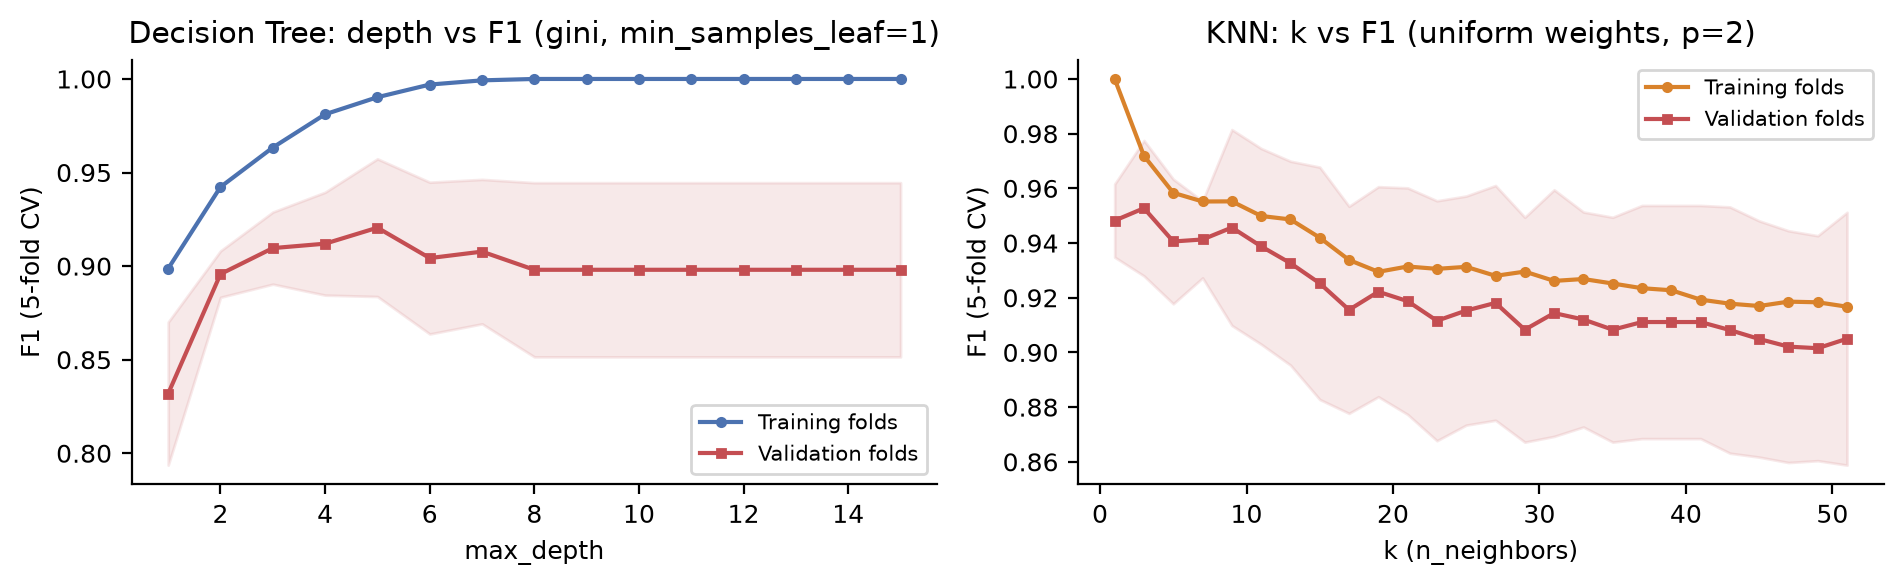 Decision Tree: depth vs F1 (gini, min_samples_leaf=1)
F1 (5-fold CV)
1.00
0.95
0.90
0.85
0.80
2 4 6 8 10 12 14
max_depth
Training folds
Validation folds
KNN: k vs F1 (uniform weights, p=2)
F1 (5-fold CV)
1.00
0.98
0.96
0.94
0.92
0.90
0.88
0.86
0 10 20 30 40 50
k (n_neighbors)
Training folds
Validation folds